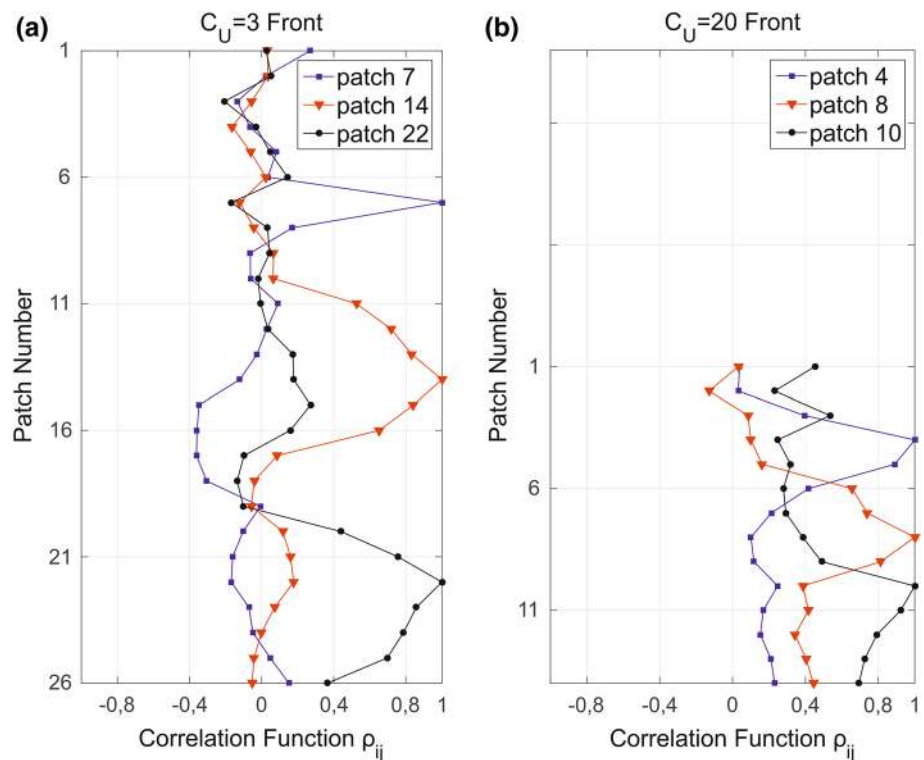 (a)
C_U=3 Front
Patch Number
1
6
11
16
21
26
patch 7
patch 14
patch 22
-0,8
-0,4
0
0,4
0,8
1
Correlation Function ρ_ij
(b)
C_U=20 Front
Patch Number
1
6
11
patch 4
patch 8
patch 10
-0,8
-0,4
0
0,4
0,8
1
Correlation Function ρ_ij